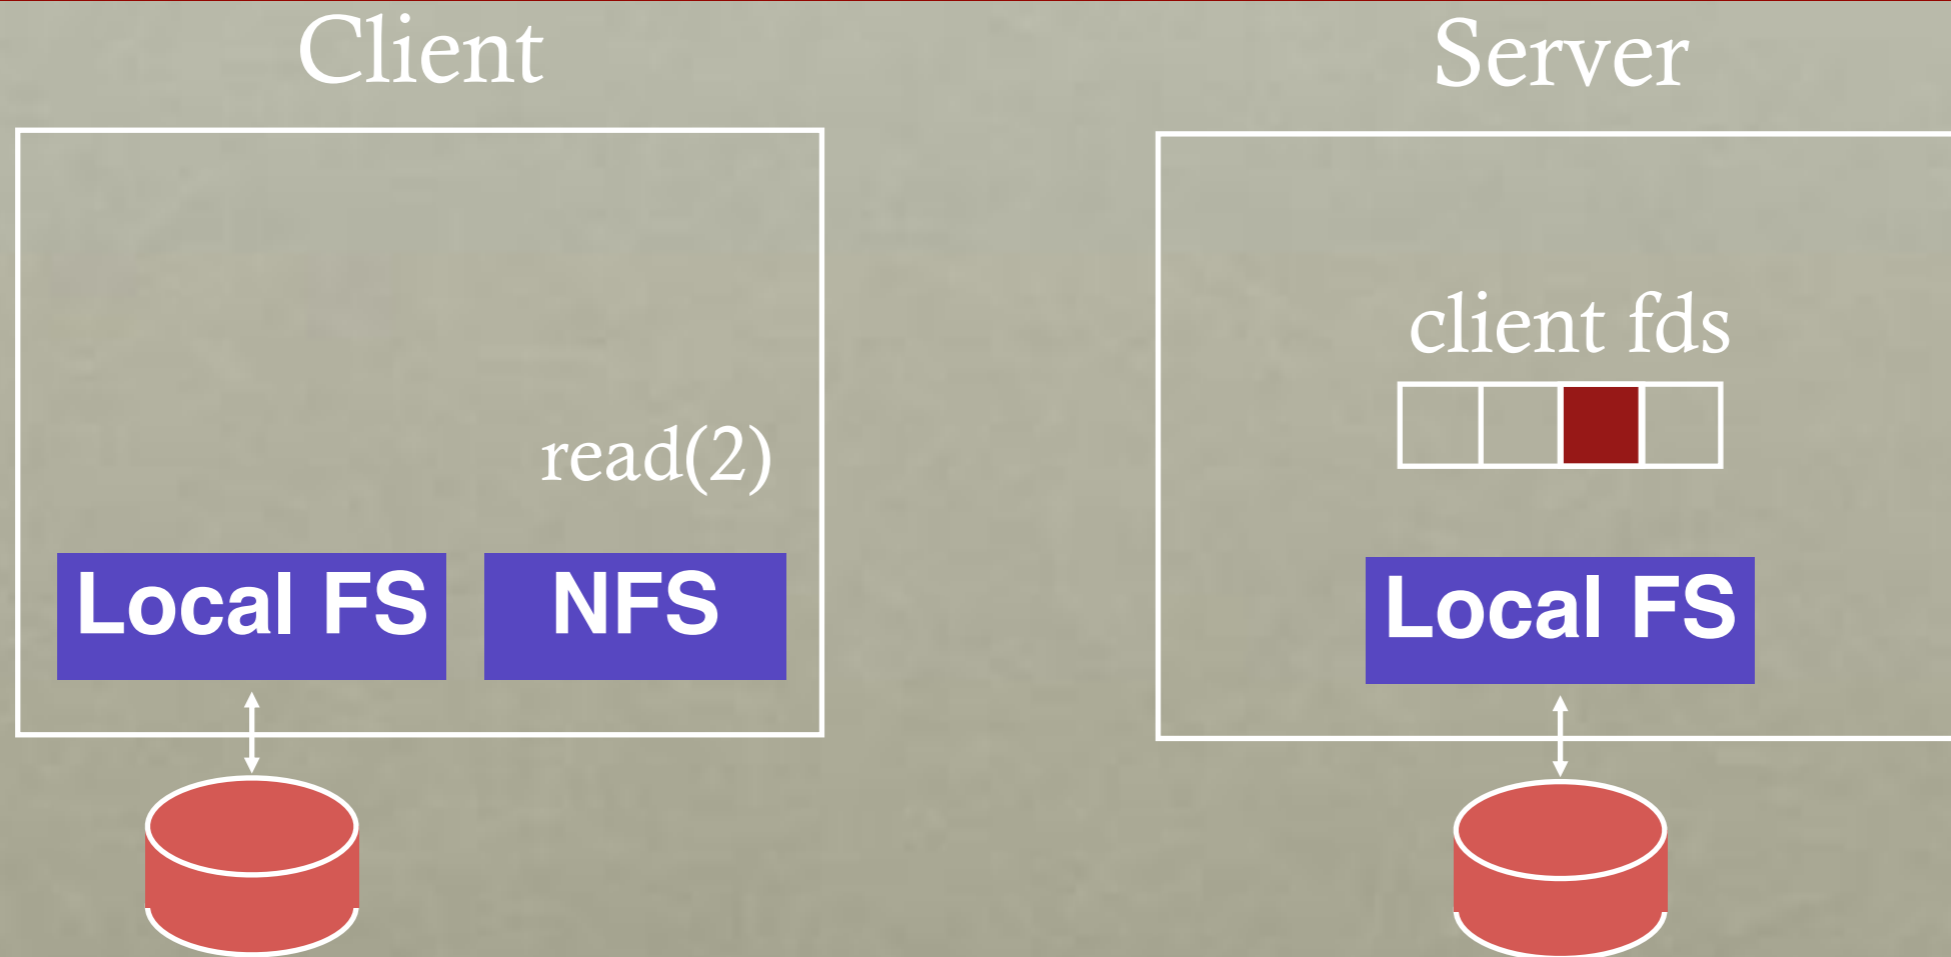 Client
Server
client fds
read(2)
Local FS
NFS
Local FS